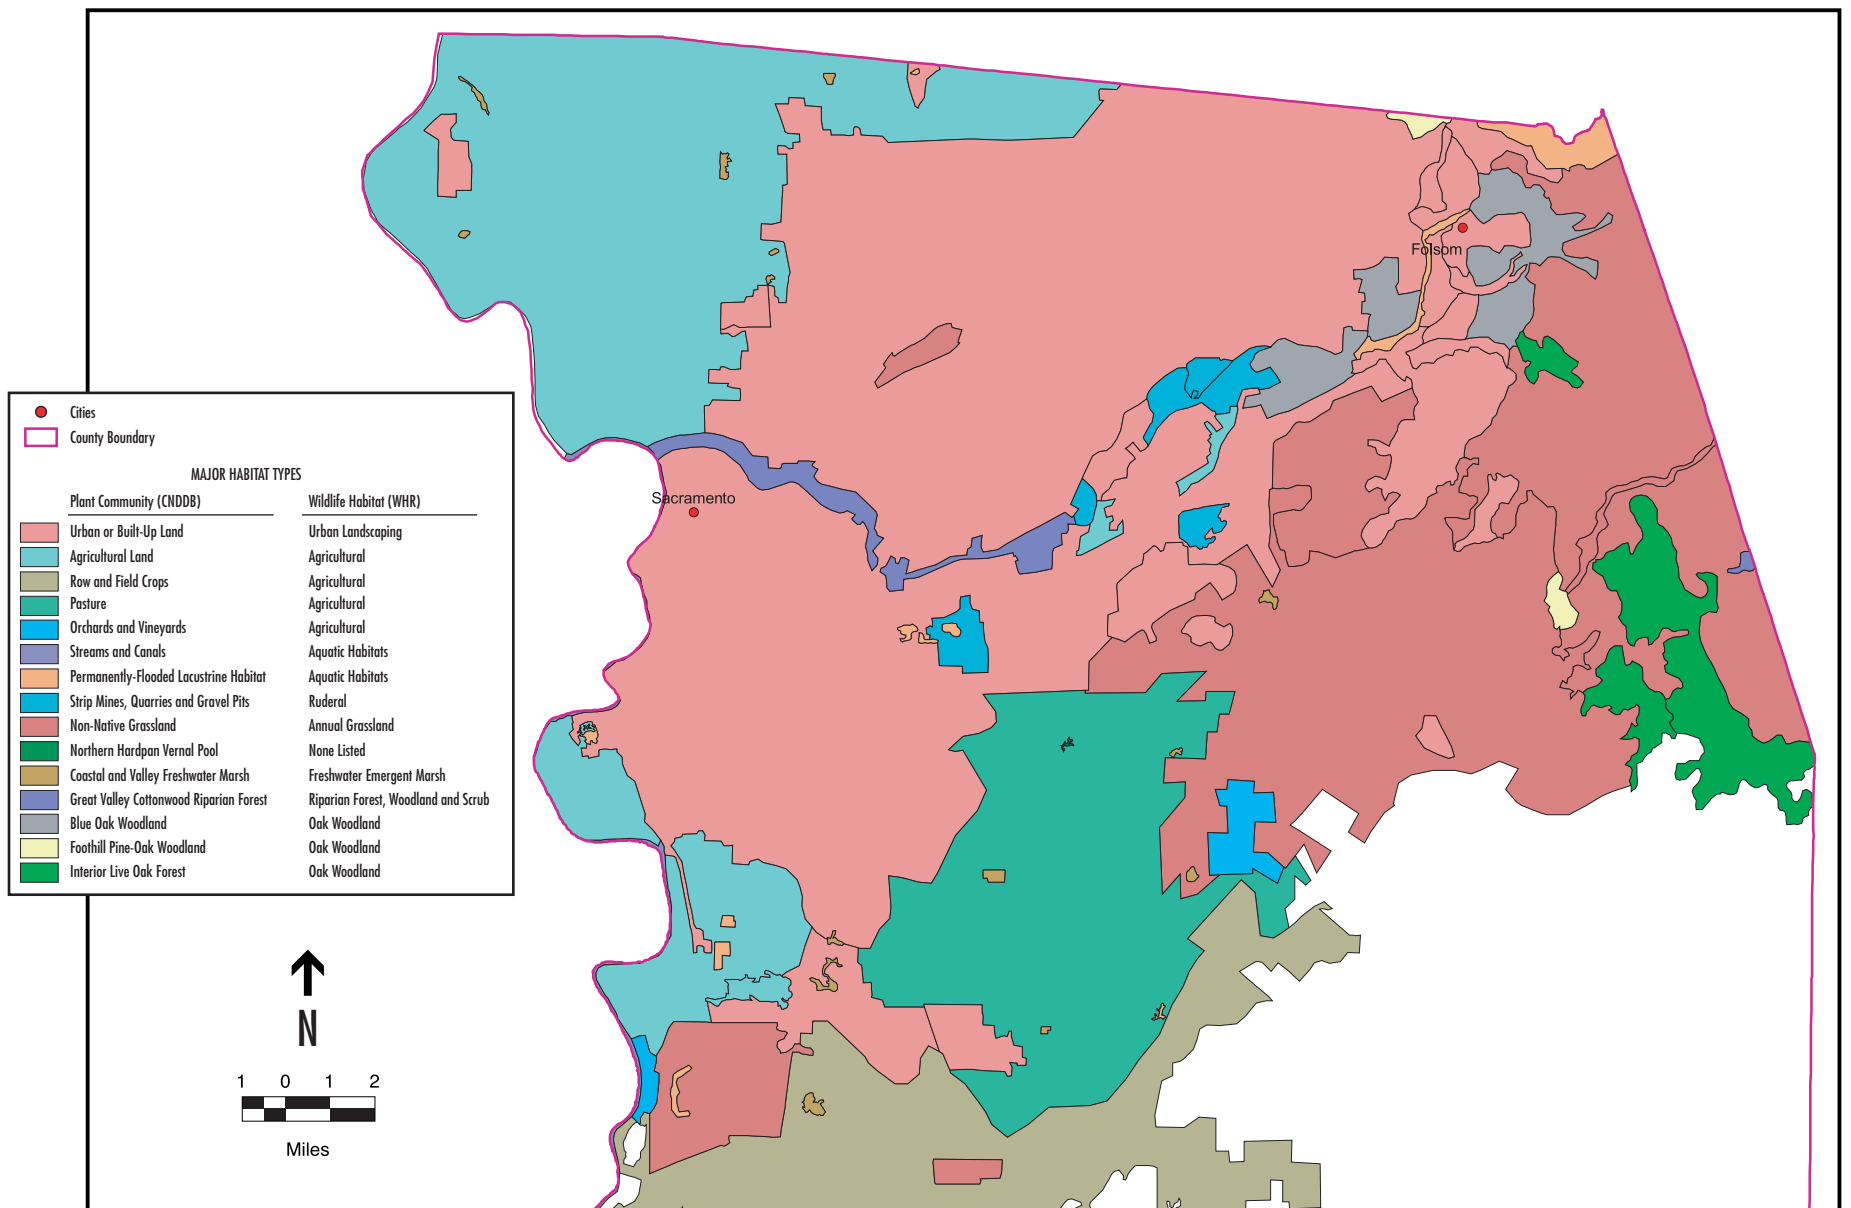 Folsom
Cities
County Boundary
MAJOR HABITAT TYPES
Plant Community (CNDDB) Wildlife Habitat (WHR)
Sacramento
Urban or Built-Up Land Urban Landscaping
Agricultural Land Agricultural
Row and Field Crops Agricultural
Pasture Agricultural
Orchards and Vineyards Agricultural
Streams and Canals Aquatic Habitats
Permanently-Flooded Lacustrine Habitat Aquatic Habitats
Strip Mines, Quarries and Gravel Pits Ruderal
Non-Native Grassland Annual Grassland
Northern Hardpan Vernal Pool None Listed
Coastal and Valley Freshwater Marsh Freshwater Emergent Marsh
Great Valley Cottonwood Riparian Forest Riparian Forest, Woodland and Scrub
Blue Oak Woodland Oak Woodland
Foothill Pine-Oak Woodland Oak Woodland
Interior Live Oak Forest Oak Woodland
N
1 0 1 2
Miles